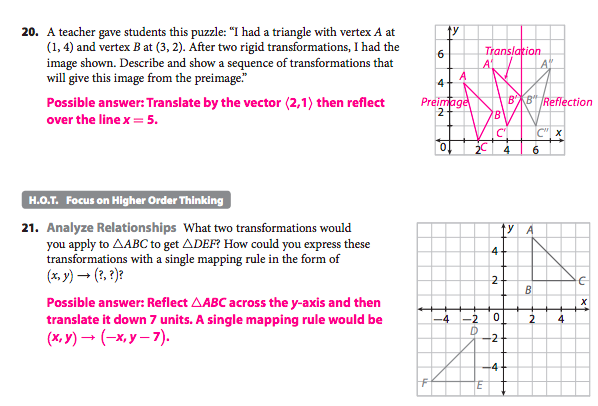 20. A teacher gave students this puzzle: “I had a triangle with vertex A at
(1, 4) and vertex B at (3, 2). After two rigid transformations, I had the
image shown. Describe and show a sequence of transformations that
will give this image from the preimage.”
Possible answer: Translate by the vector ⟨2,1⟩ then reflect
over the line x = 5.
y
6
Translation
A′
A″
4
A
Preimage
B′
B″
Reflection
2
B
C′
C″
x
0
2
C
4
6
H.O.T. Focus on Higher Order Thinking
21. Analyze Relationships What two transformations would
you apply to △ABC to get △DEF? How could you express these
transformations with a single mapping rule in the form of
(x, y) → (?, ?)?
Possible answer: Reflect △ABC across the y-axis and then
translate it down 7 units. A single mapping rule would be
(x, y) → (−x, y − 7).
y
A
4
2
C
B
x
−4
−2
0
2
4
D
−2
−4
F
E